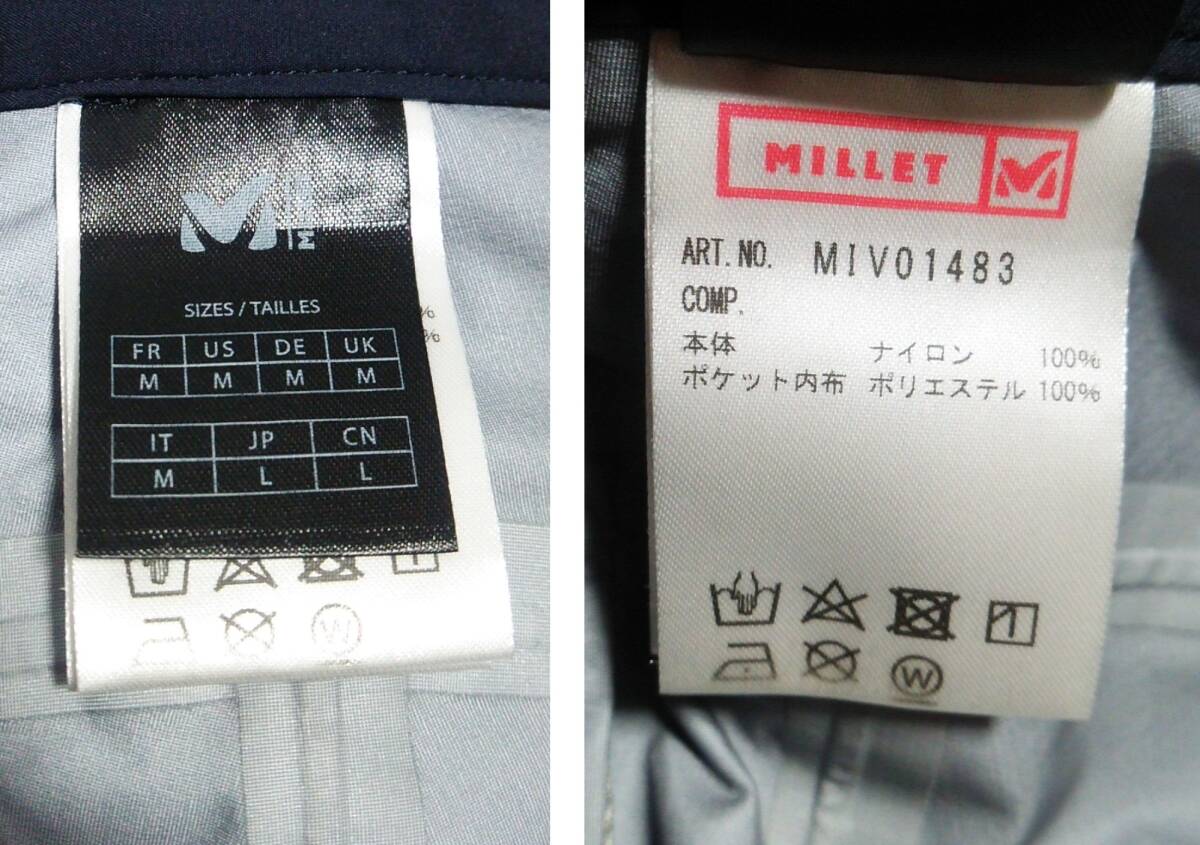 SIZES / TAILLES
FR US DE UK
M M M M
IT JP CN
M L L
%
%
W
MILLET
ART.NO. MIV01483
COMP.
本体 ナイロン 100%
ポケット内布 ポリエステル 100%
W